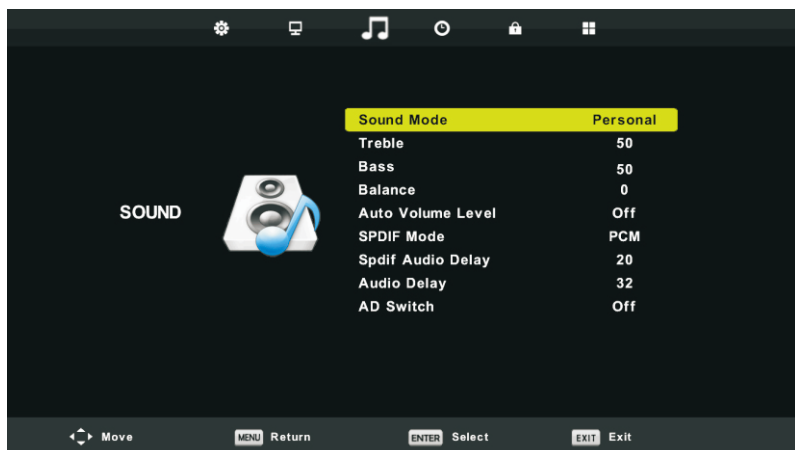 Sound Mode Personal
Treble 50
Bass 50
Balance 0
SOUND
Auto Volume Level Off
SPDIF Mode PCM
Spdif Audio Delay 20
Audio Delay 32
AD Switch Off
Move MENU Return ENTER Select EXIT Exit